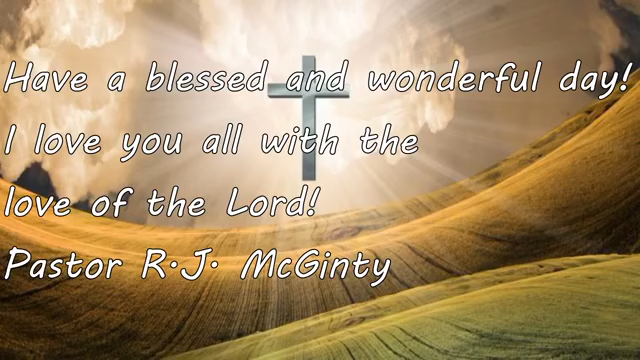 Have a blessed and wonderful day!
I love you all with the
love of the Lord!
Pastor R.J. McGinty